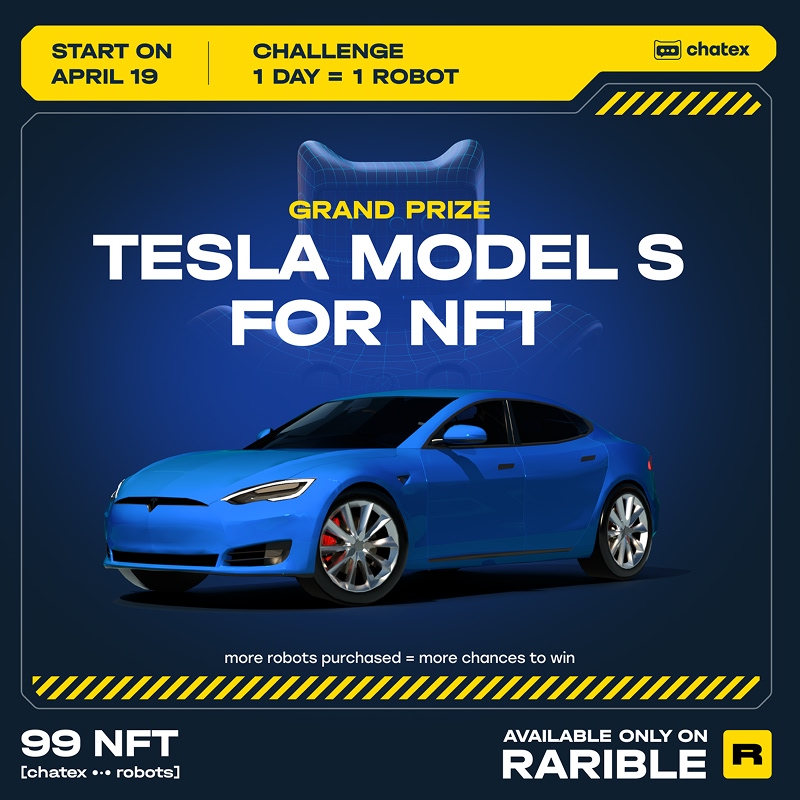 START ON
APRIL 19
CHALLENGE
1 DAY = 1 ROBOT
chatex
GRAND PRIZE
TESLA MODEL S
FOR NFT
more robots purchased = more chances to win
99 NFT
[chatex •-• robots]
AVAILABLE ONLY ON
RARIBLE
R